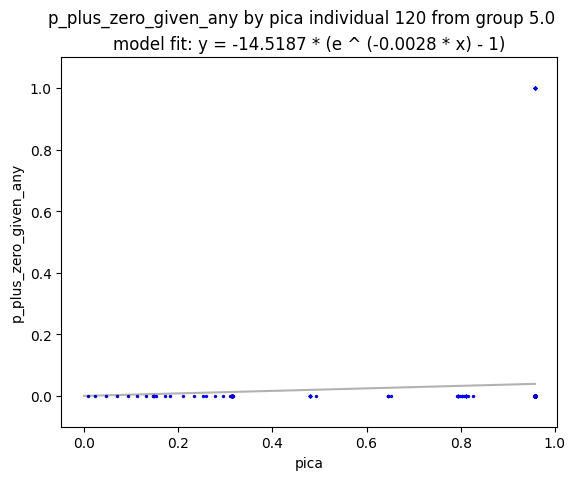 p_plus_zero_given_any by pica individual 120 from group 5.0
model fit: y = -14.5187 * (e ^ (-0.0028 * x) - 1)
1.0
0.8
0.6
0.4
0.2
0.0
p_plus_zero_given_any
0.0 0.2 0.4 0.6 0.8 1.0
pica